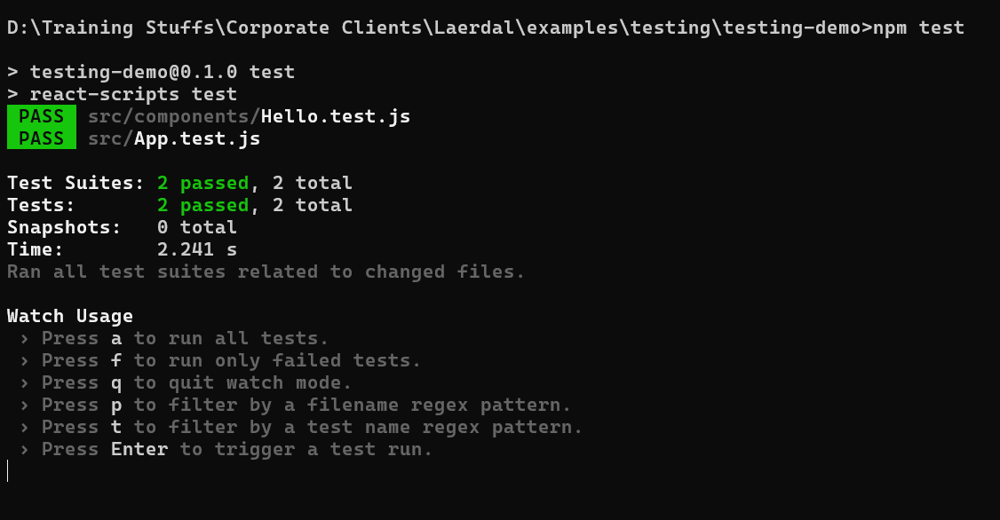 D:\Training Stuffs\Corporate Clients\Laerdal\examples\testing\testing-demo>npm test
> testing-demo@0.1.0 test
> react-scripts test
PASS src/components/Hello.test.js
PASS src/App.test.js
Test Suites: 2 passed, 2 total
Tests: 2 passed, 2 total
Snapshots: 0 total
Time: 2.241 s
Ran all test suites related to changed files.
Watch Usage
› Press a to run all tests.
› Press f to run only failed tests.
› Press q to quit watch mode.
› Press p to filter by a filename regex pattern.
› Press t to filter by a test name regex pattern.
› Press Enter to trigger a test run.